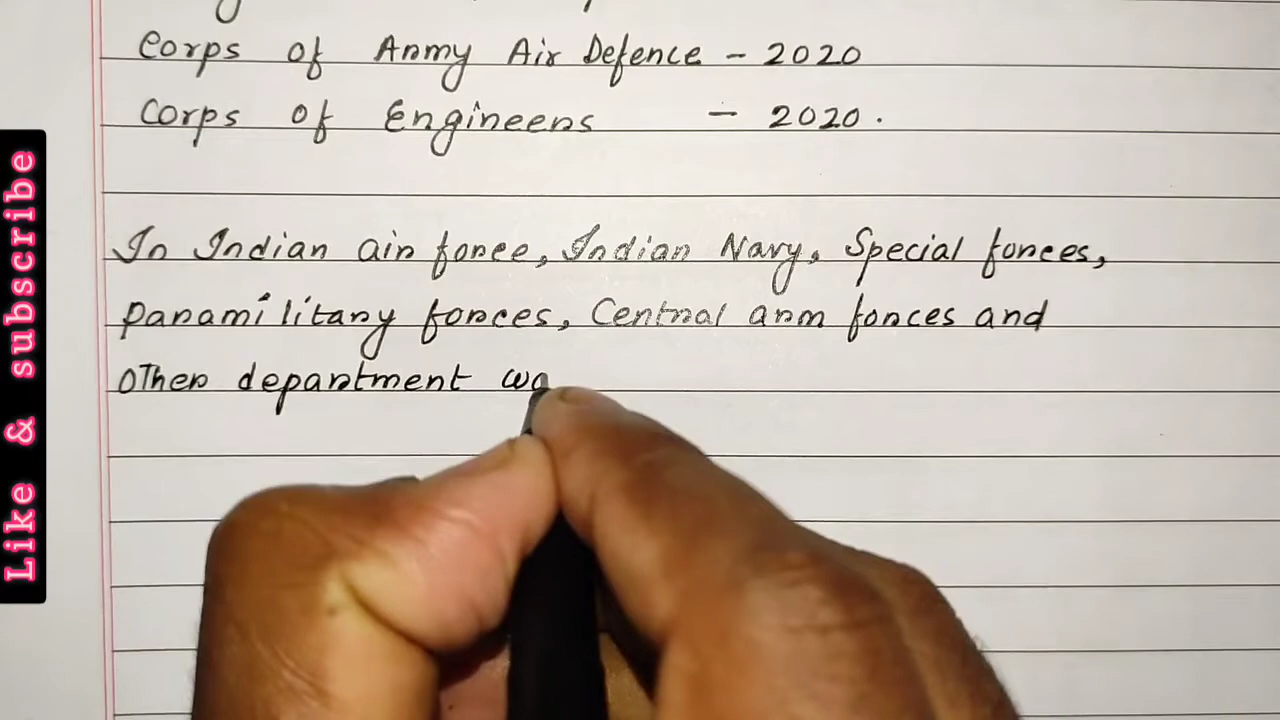 Corps of Army Air Defence - 2020
Corps of Engineers - 2020.
In Indian air force, Indian Navy, Special forces,
paramilitary forces, Central arm forces and
other department
Like & subscribe